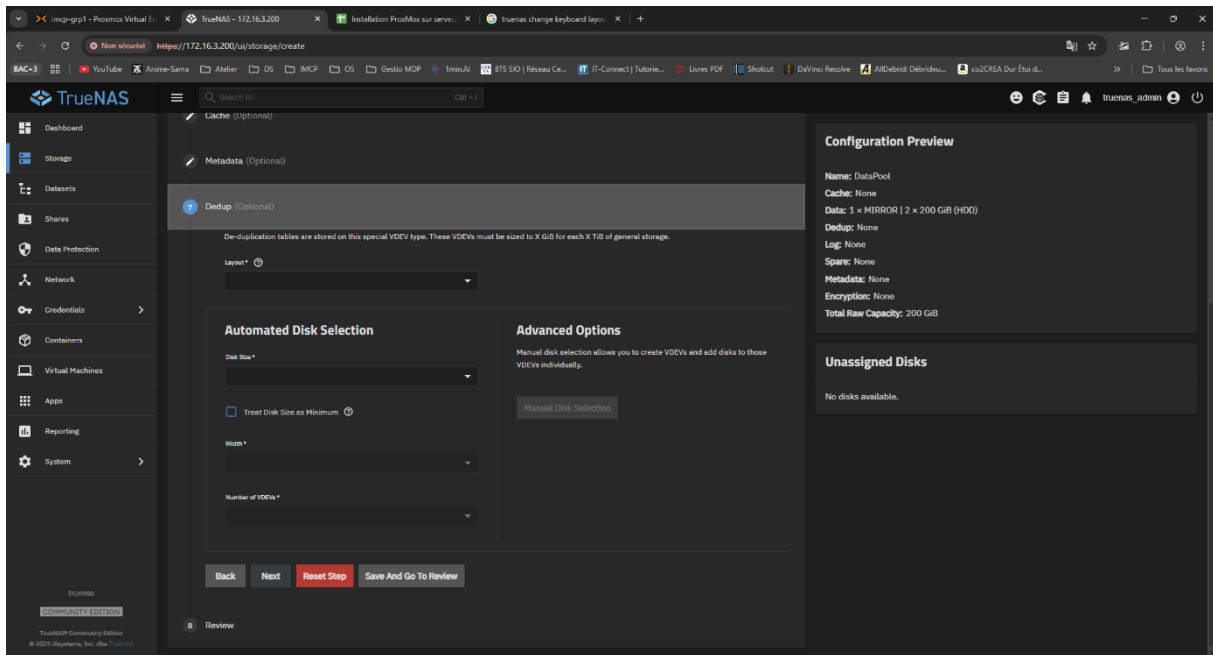 imcp-grp1 - Proxmox Virtual En
TrueNAS - 172.16.3.200
Installation ProxMox sur serveu
truenas change keyboard layou
Non sécurisé https://172.16.3.200/ui/storage/create
BAC+3 YouTube Anime-Sama Atelier DS IMCP OS Gestio MDP 1min.AI BTS SIO | Réseau Ce... IT-Connect | Tutorie... Livres PDF Shotcut DaVinci Resolve AllDebrid: Débrideu... co2CREA Dur Étui d... Tous les favoris
TrueNAS
Search UI Ctrl + /
truenas_admin
Dashboard
Storage
Datasets
Shares
Data Protection
Network
Credentials
Containers
Virtual Machines
Apps
Reporting
System
truenas
COMMUNITY EDITION
TrueNAS® Community Edition
© 2025 iXsystems, Inc. dba TrueNAS
Cache (Optional)
Metadata (Optional)
7 Dedup (Optional)
De-duplication tables are stored on this special VDEV type. These VDEVs must be sized to X GiB for each X TiB of general storage.
Layout *
Automated Disk Selection
Disk Size *
Treat Disk Size as Minimum
Width *
Number of VDEVs *
Advanced Options
Manual disk selection allows you to create VDEVs and add disks to those
VDEVs individually.
Manual Disk Selection
Back Next Reset Step Save And Go To Review
8 Review
Configuration Preview
Name: DataPool
Cache: None
Data: 1 × MIRROR | 2 × 200 GiB (HDD)
Dedup: None
Log: None
Spare: None
Metadata: None
Encryption: None
Total Raw Capacity: 200 GiB
Unassigned Disks
No disks available.